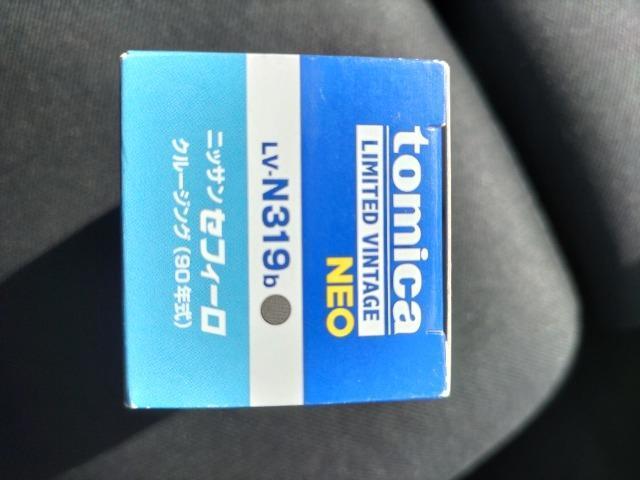 tomica
LIMITED VINTAGE
NEO
LV-N319b
ニッサン セフィーロ
クルージング (90年式)